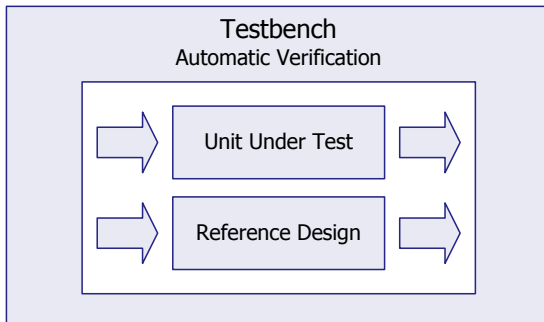 Testbench
Automatic Verification
Unit Under Test
Reference Design